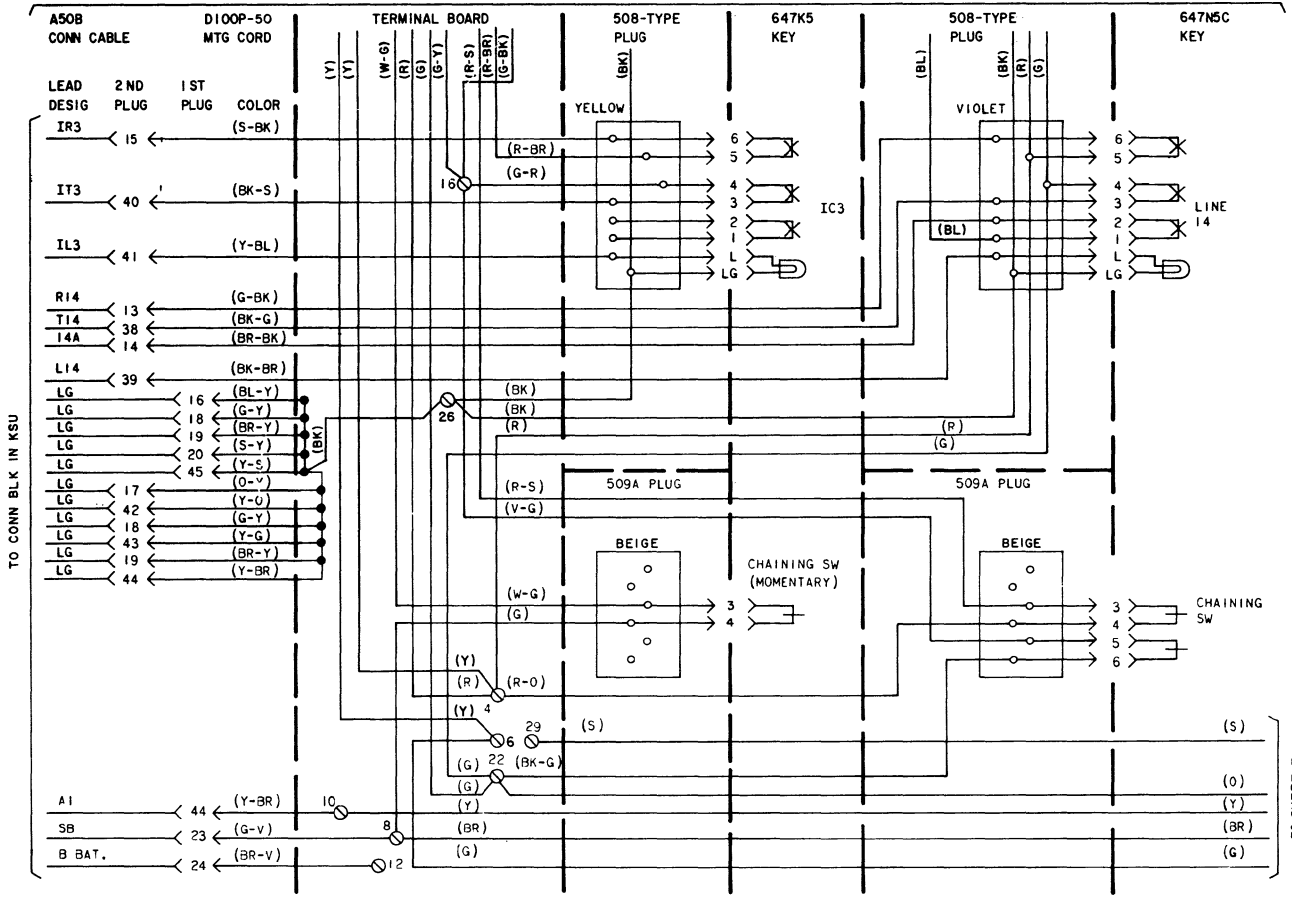 A50B D100P-50 TERMINAL BOARD 508-TYPE 647K5 508-TYPE 647N5C
CONN CABLE MTG CORD PLUG KEY PLUG KEY
(Y) (Y) (W-G) (R) (G) (G-Y) (R-S) (R-BR) (G-BK) (BK) (BL) (BK) (R) (G)
LEAD 2ND 1ST
DESIG PLUG PLUG COLOR
YELLOW VIOLET
IR3 15 (S-BK) 6 6
(R-BR) 5 5
(G-R)
16 4 4
IT3 40 (BK-S) 3 IC3 3 LINE
2 2 14
(BL)
IL3 41 (Y-BL) 1 1
L L
LG LG
R14 13 (G-BK)
T14 38 (BK-G)
14A 14 (BR-BK)
L14 39 (BK-BR)
LG 16 (BL-Y) (BK)
LG 18 (G-Y) 26 (BK)
LG 19 (BR-Y) (BK) (R) (R)
LG 20 (S-Y) (G)
LG 45 (Y-S)
LG 17 (O-Y) (R-S) 509A PLUG 509A PLUG
LG 42 (Y-O) (V-G)
LG 18 (G-Y)
LG 43 (Y-G)
LG 19 (BR-Y)
LG 44 (Y-BR)
TO CONN BLK IN KSU
BEIGE BEIGE
CHAINING SW
(MOMENTARY)
(W-G) 3 3 CHAINING
(G) 4 4 SW
5
6
(Y)
(R) (R-O)
4
(Y) 29 (S) (S)
6
22 (BK-G)
(G)
(G) (O)
A1 44 (Y-BR) 10 (Y) (Y)
SB 23 (G-V) 8 (BR) (BR)
B BAT. 24 (BR-V) 12 (G) (G)